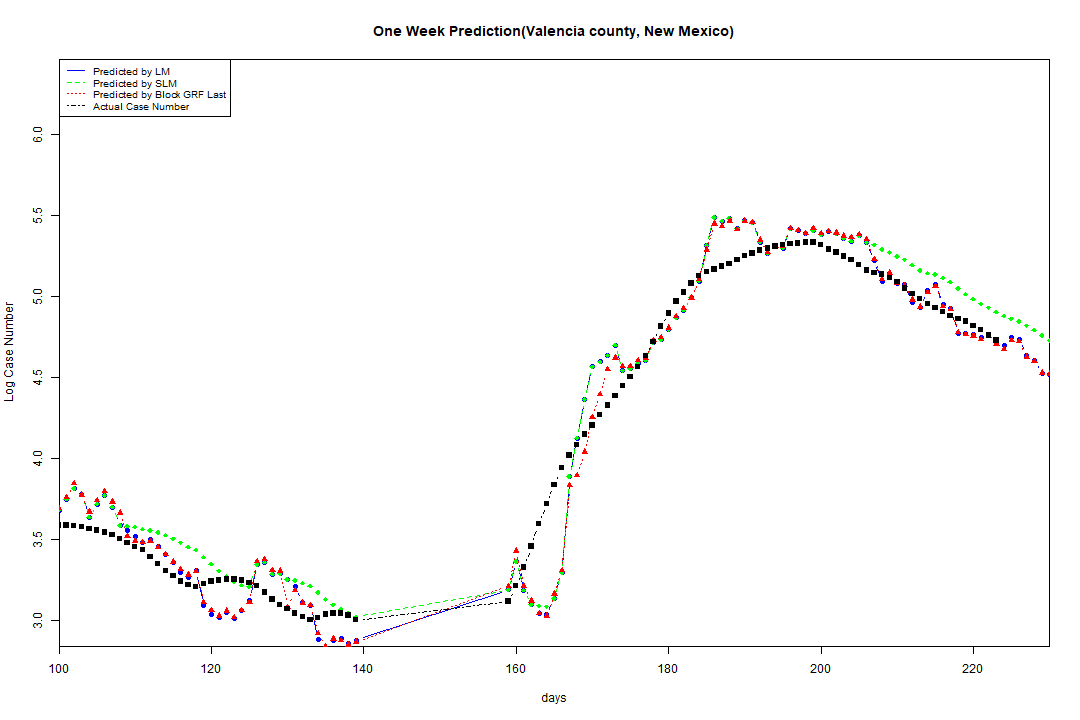 One Week Prediction(Valencia county, New Mexico)
Predicted by LM
Predicted by SLM
Predicted by Block GRF Last
Actual Case Number
Log Case Number
6.0
5.5
5.0
4.5
4.0
3.5
3.0
100 120 140 160 180 200 220
days